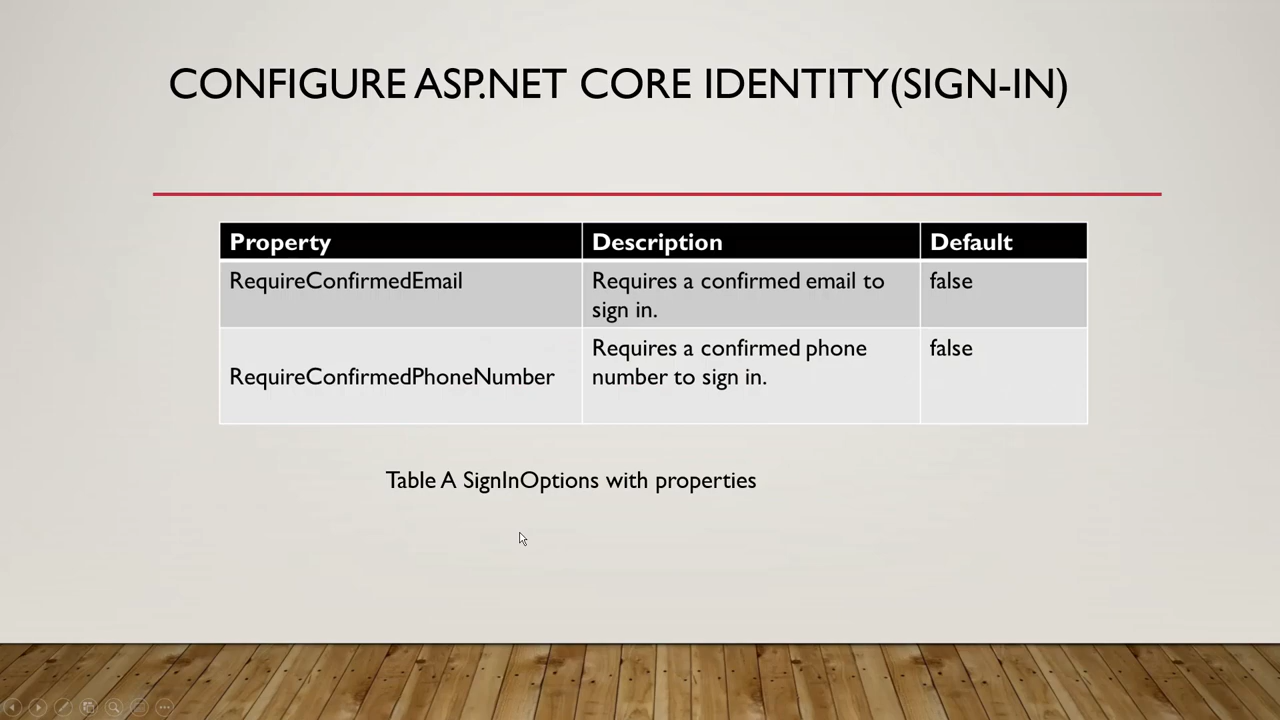 CONFIGURE ASP.NET CORE IDENTITY(SIGN-IN)
Property Description Default
RequireConfirmedEmail Requires a confirmed email to false
sign in.
Requires a confirmed phone false
RequireConfirmedPhoneNumber number to sign in.
Table A SignInOptions with properties